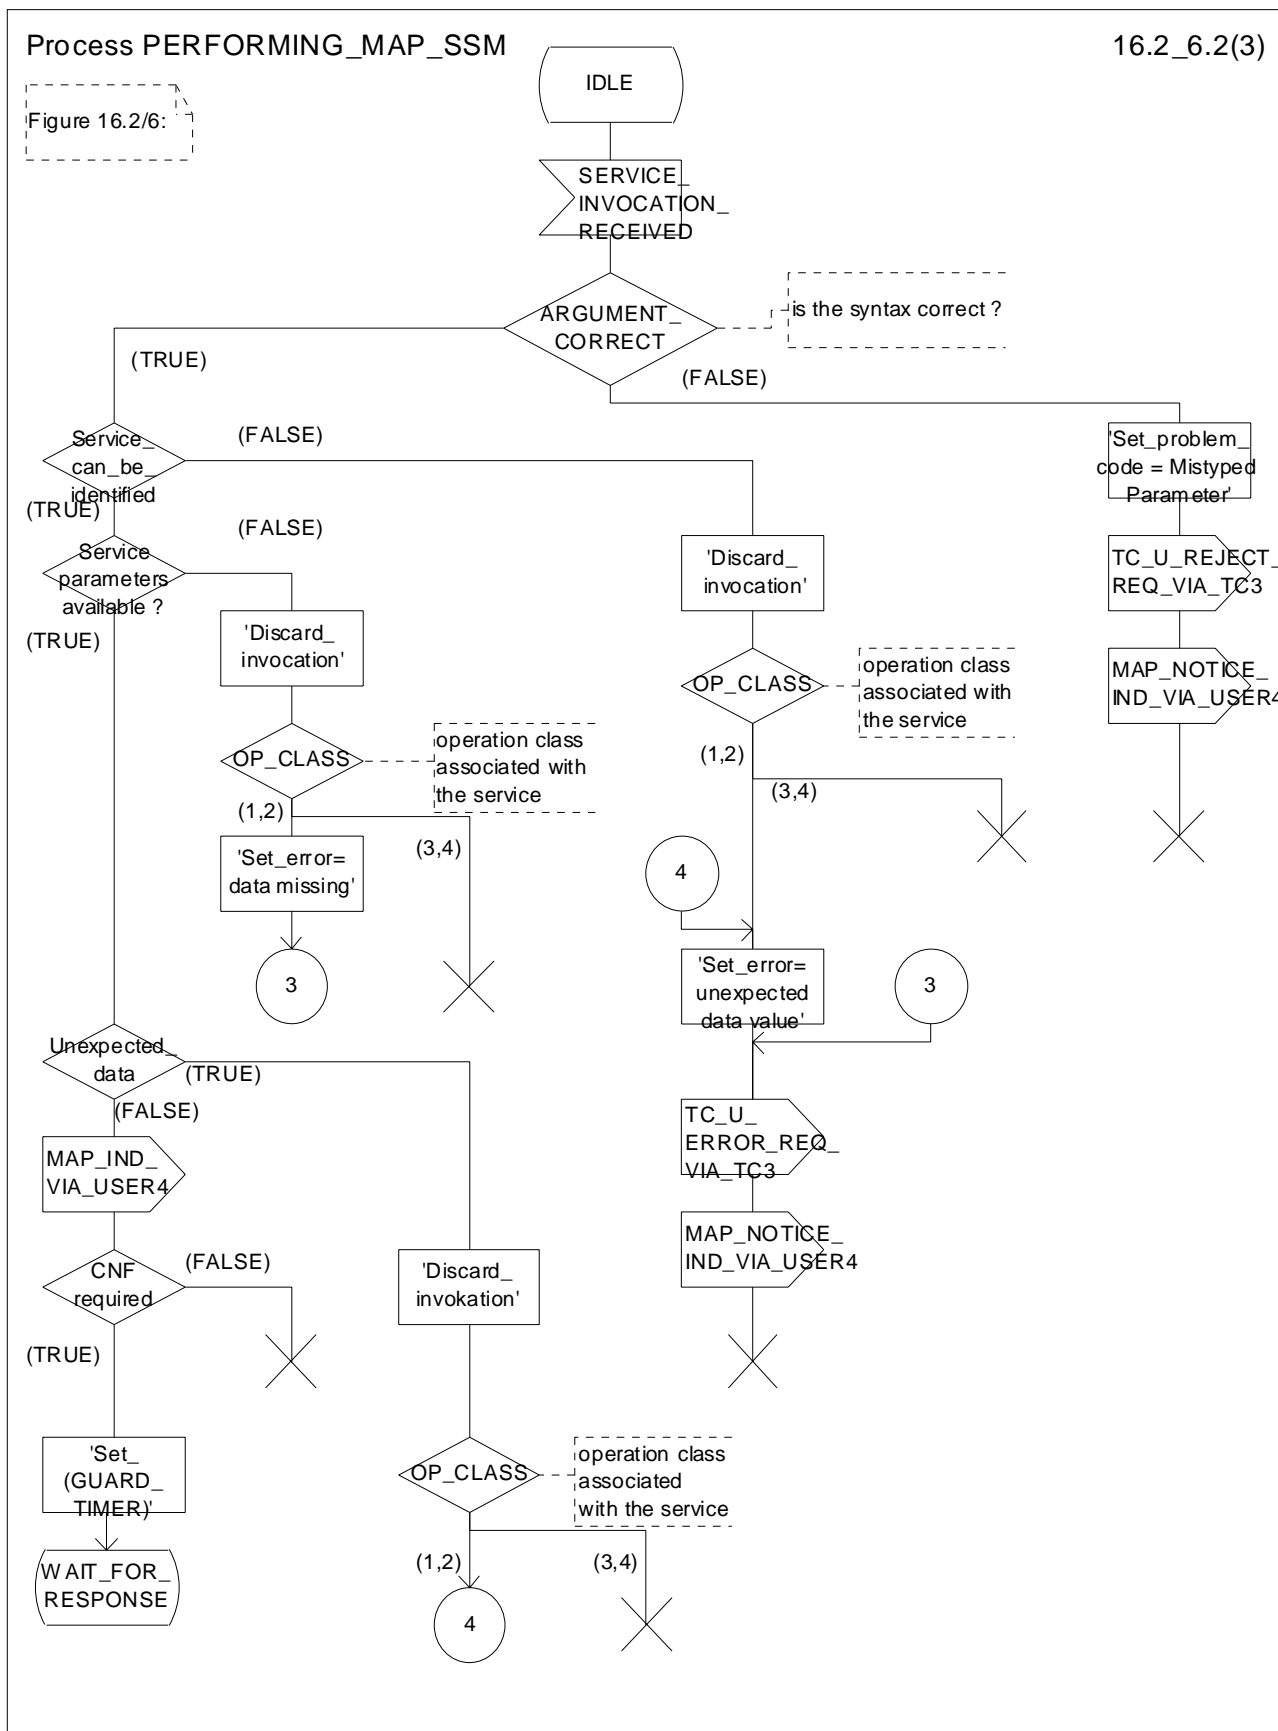 Process PERFORMING_MAP_SSM
16.2_6.2(3)
Figure 16.2/6:
IDLE
SERVICE_
INVOCATION_
RECEIVED
ARGUMENT_
CORRECT
is the syntax correct ?
(TRUE)
(FALSE)
Service_
can_be_
identified
(FALSE)
(TRUE)
'Set_problem_
code = Mistyped
Parameter'
Service
parameters
available ?
(FALSE)
(TRUE)
'Discard_
invocation'
TC_U_REJECT_
REQ_VIA_TC3
'Discard_
invocation'
OP_CLASS
operation class
associated with
the service
MAP_NOTICE_
IND_VIA_USER4
OP_CLASS
operation class
associated with
the service
(1,2)
(3,4)
(1,2)
(3,4)
'Set_error=
data missing'
4
3
'Set_error=
unexpected
data value'
3
Unexpected_
data
(TRUE)
(FALSE)
TC_U_
ERROR_REQ_
VIA_TC3
MAP_IND_
VIA_USER4
MAP_NOTICE_
IND_VIA_USER4
CNF
required
(FALSE)
(TRUE)
'Discard_
invokation'
'Set_
(GUARD_
TIMER)'
OP_CLASS
operation class
associated
with the service
(1,2)
(3,4)
WAIT_FOR_
RESPONSE
4